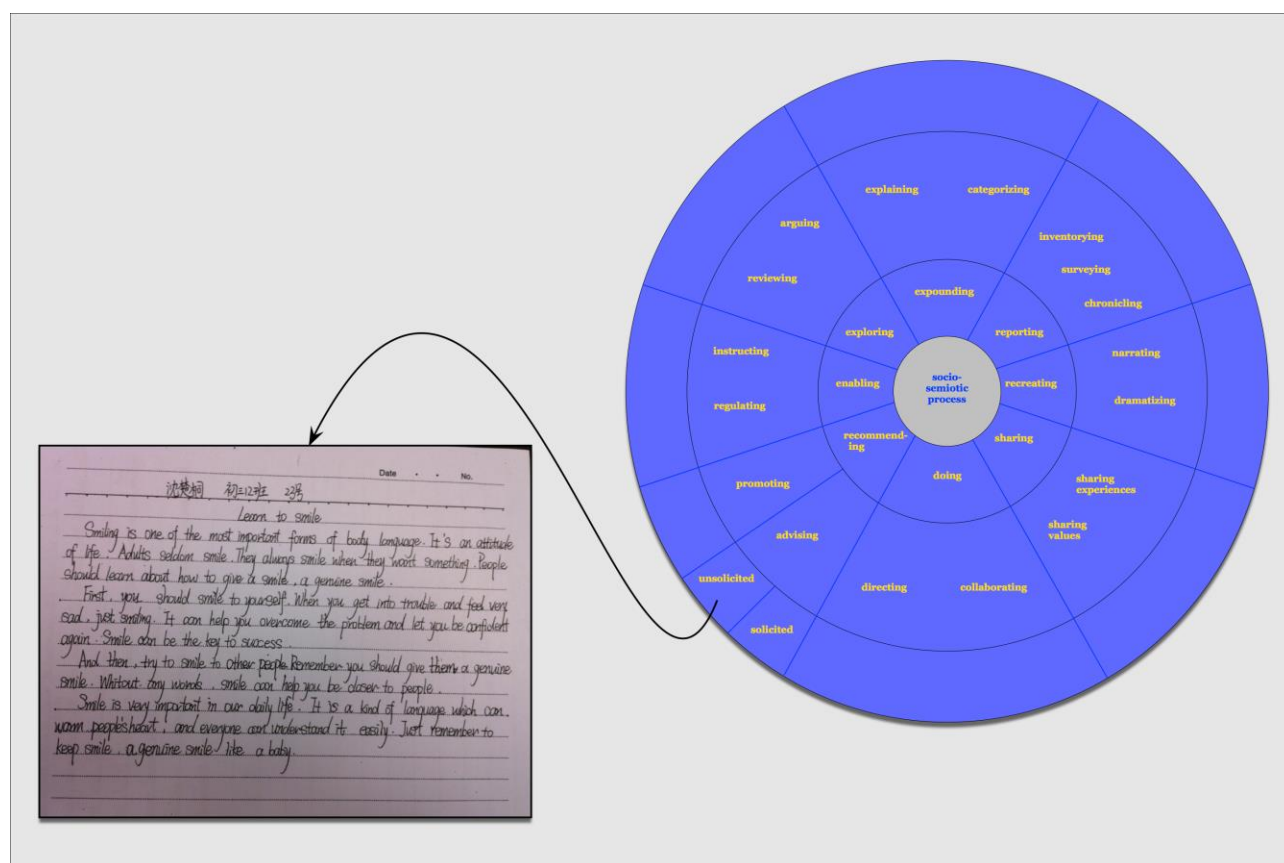 explaining
categorizing
arguing
inventorying
reviewing
surveying
chronicling
expounding
exploring
reporting
instructing
narrating
enabling
socio-
semiotic
process
recreating
regulating
dramatizing
recommend-
ing
sharing
doing
promoting
sharing
experiences
advising
sharing
values
unsolicited
directing
collaborating
solicited
Date · · No.
初三12班 23号
Learn to smile
Smiling is one of the most important forms of body language. It's an attitude
of life. Adults seldom smile. They always smile when they want something. People
should learn about how to give a smile, a genuine smile.
First, you should smile to yourself. When you get into trouble and feel very
sad, just smiling. It can help you overcome the problem and let you be confident
again. Smile can be the key to success.
And then, try to smile to other people. Remember you should give them a genuine
smile. Whitout any words, smile can help you be closer to people.
Smile is very important in our daily life. It is a kind of language which can
warm people's heart, and everyone can understand it easily. Just remember to
keep smile, a genuine smile like a baby.